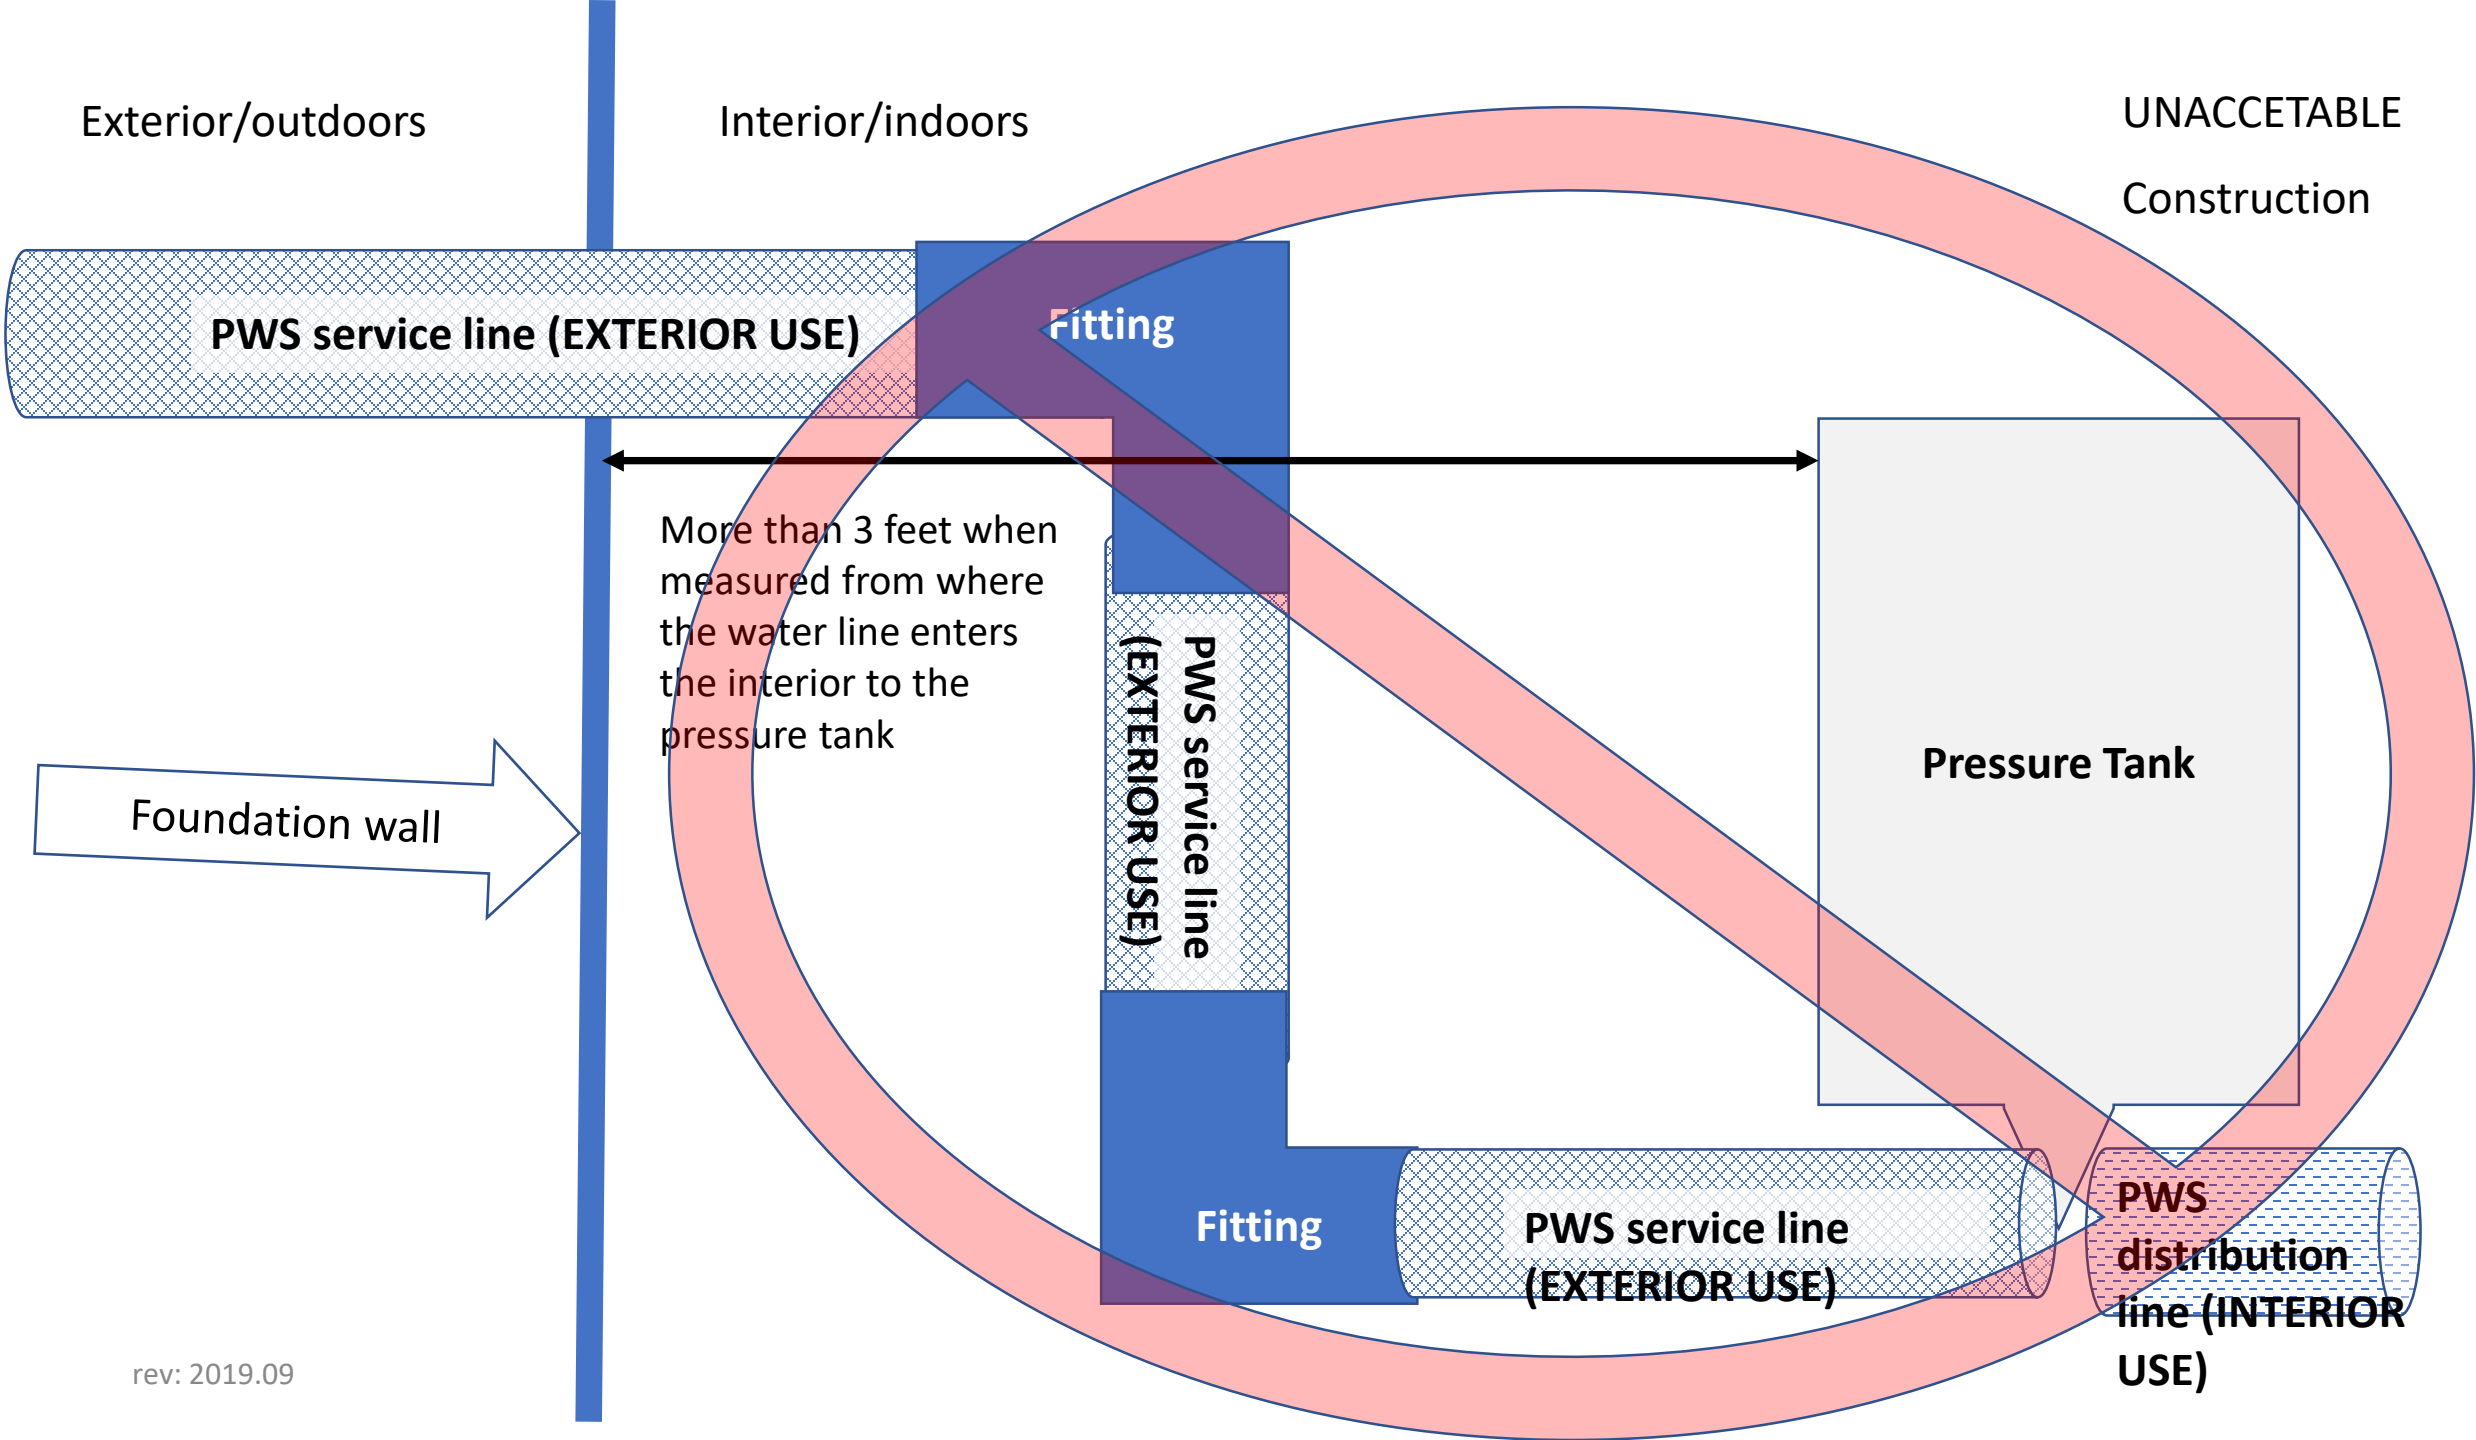 Exterior/outdoors
Interior/indoors
UNACCETABLE
Construction
PWS service line (EXTERIOR USE)
Fitting
More than 3 feet when
measured from where
the water line enters
the interior to the
pressure tank
PWS service line
(EXTERIOR USE)
Pressure Tank
Foundation wall
Fitting
PWS service line
(EXTERIOR USE)
PWS
distribution
line (INTERIOR
USE)
rev: 2019.09